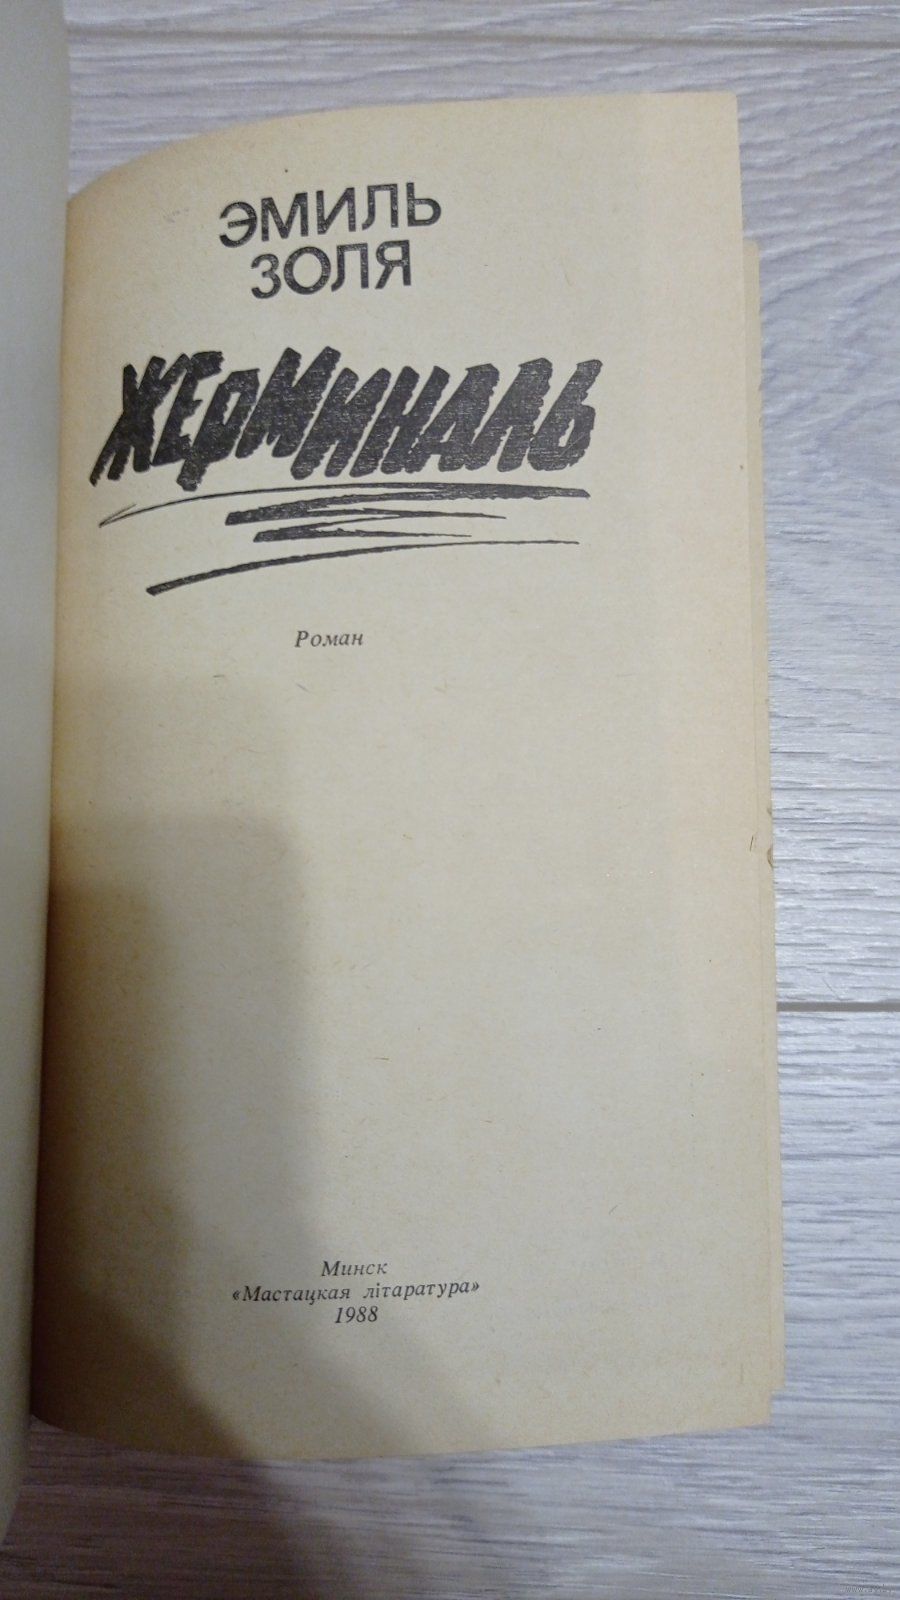 ЭМИЛЬ
ЗОЛЯ
ЖЕРМИНАЛЬ
Роман
Минск
«Мастацкая літаратура»
1988